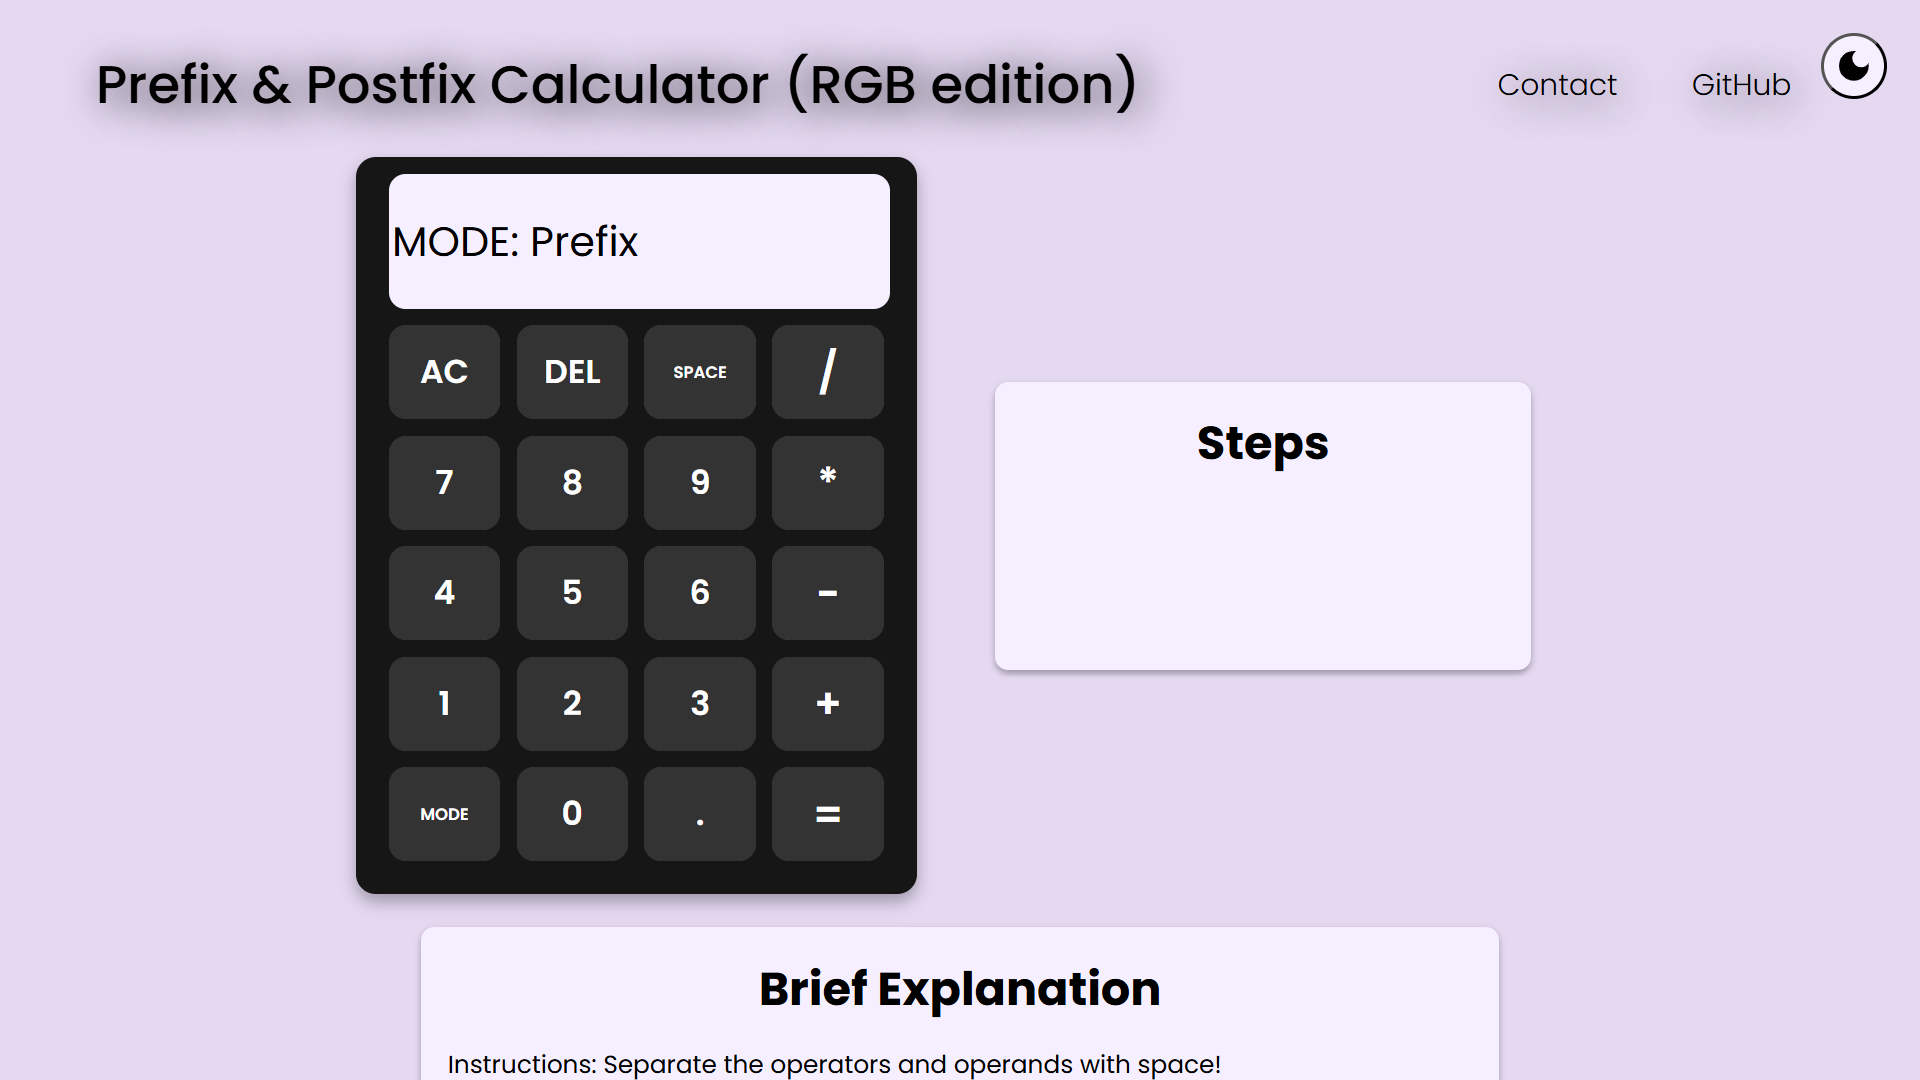 Prefix & Postfix Calculator (RGB edition)
Contact
GitHub
MODE: Prefix
AC DEL SPACE /
7 8 9 *
4 5 6 -
1 2 3 +
MODE 0 . =
Steps
Brief Explanation
Instructions: Separate the operators and operands with space!